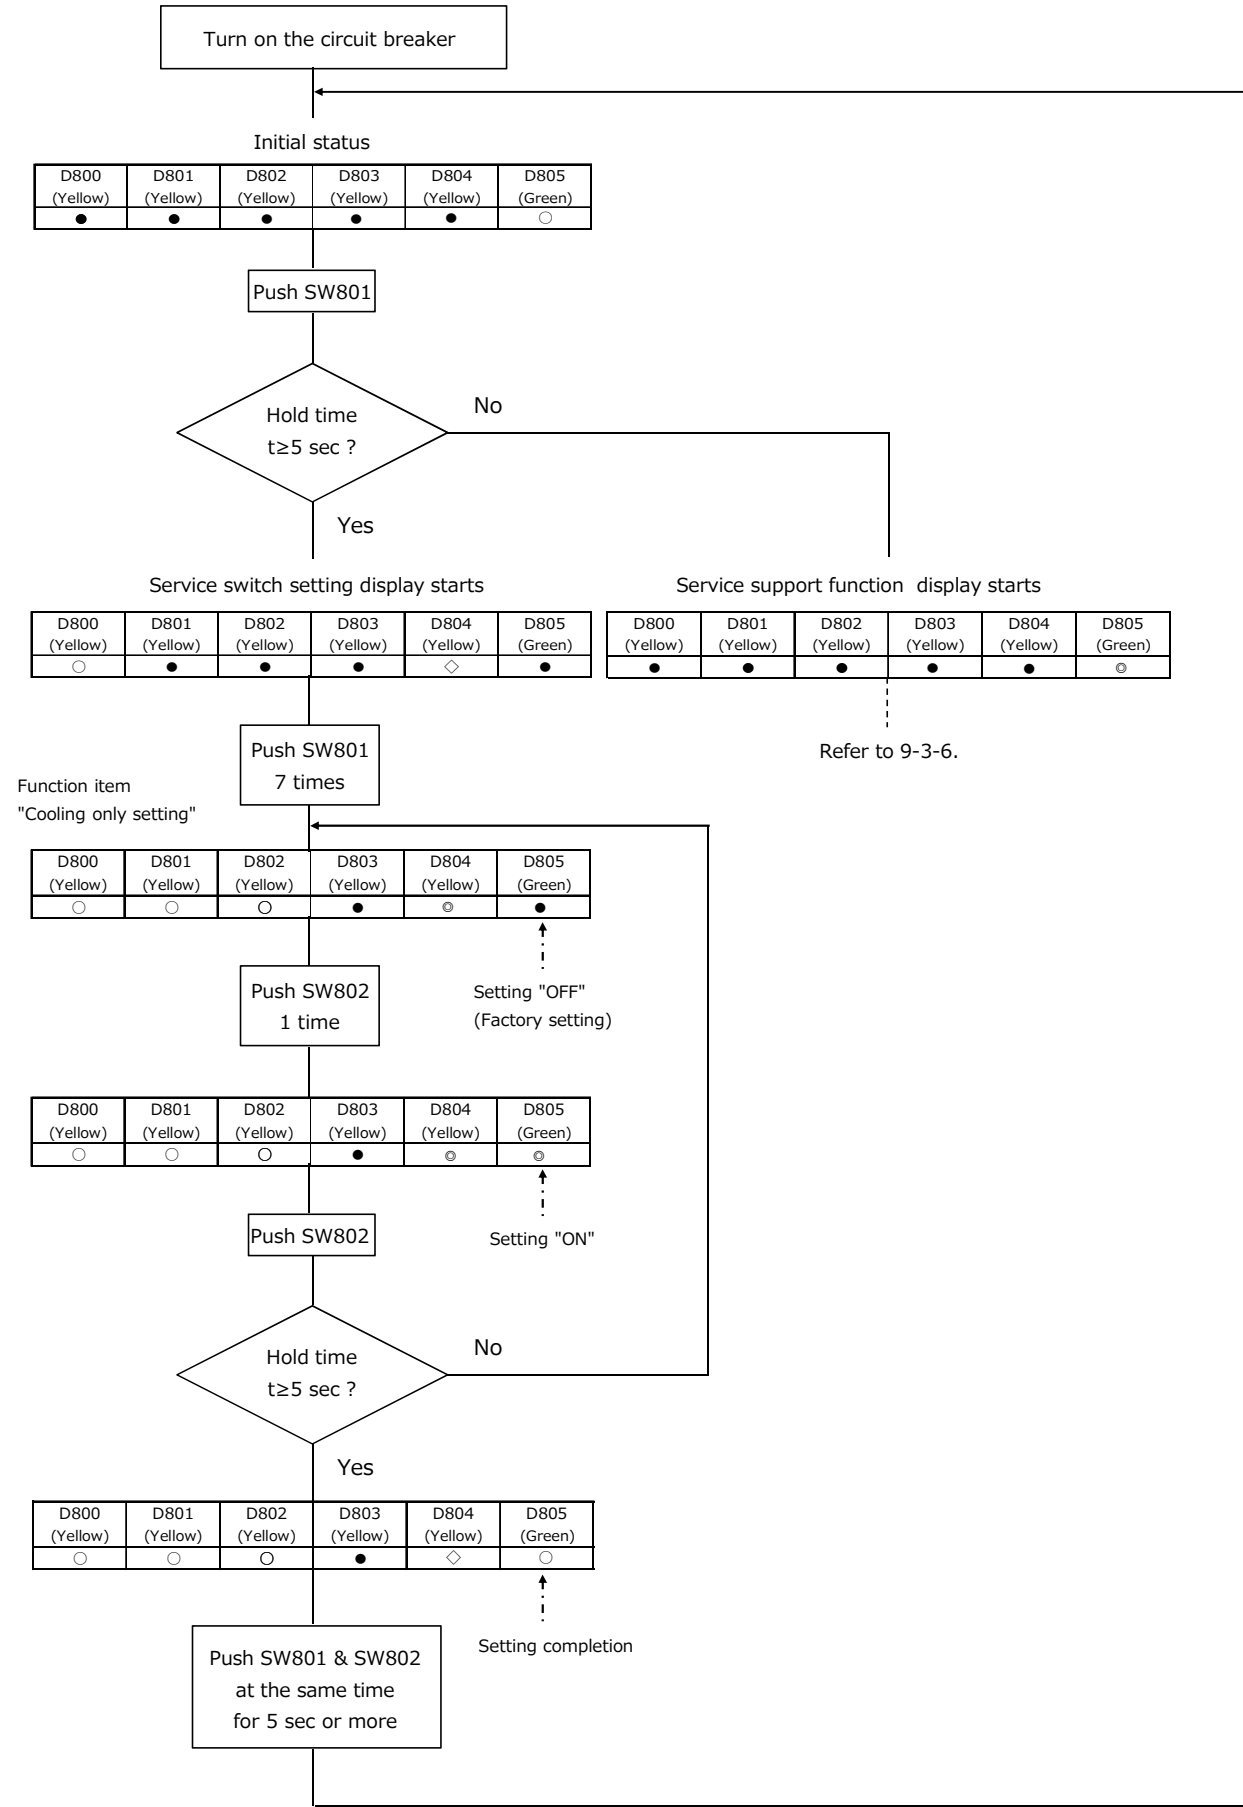 Turn on the circuit breaker
Initial status
D800 D801 D802 D803 D804 D805
(Yellow) (Yellow) (Yellow) (Yellow) (Yellow) (Green)
● ● ● ● ● ○
Push SW801
Hold time
t≥5 sec ?
No
Yes
Service switch setting display starts
D800 D801 D802 D803 D804 D805
(Yellow) (Yellow) (Yellow) (Yellow) (Yellow) (Green)
○ ● ● ● ◇ ●
Service support function display starts
D800 D801 D802 D803 D804 D805
(Yellow) (Yellow) (Yellow) (Yellow) (Yellow) (Green)
● ● ● ● ● ◎
Refer to 9-3-6.
Push SW801
7 times
Function item
"Cooling only setting"
D800 D801 D802 D803 D804 D805
(Yellow) (Yellow) (Yellow) (Yellow) (Yellow) (Green)
○ ○ ○ ● ◎ ●
Push SW802
1 time
Setting "OFF"
(Factory setting)
D800 D801 D802 D803 D804 D805
(Yellow) (Yellow) (Yellow) (Yellow) (Yellow) (Green)
○ ○ ○ ● ◎ ◎
Push SW802
Setting "ON"
Hold time
t≥5 sec ?
No
Yes
D800 D801 D802 D803 D804 D805
(Yellow) (Yellow) (Yellow) (Yellow) (Yellow) (Green)
○ ○ ○ ● ◇ ○
Setting completion
Push SW801 & SW802
at the same time
for 5 sec or more